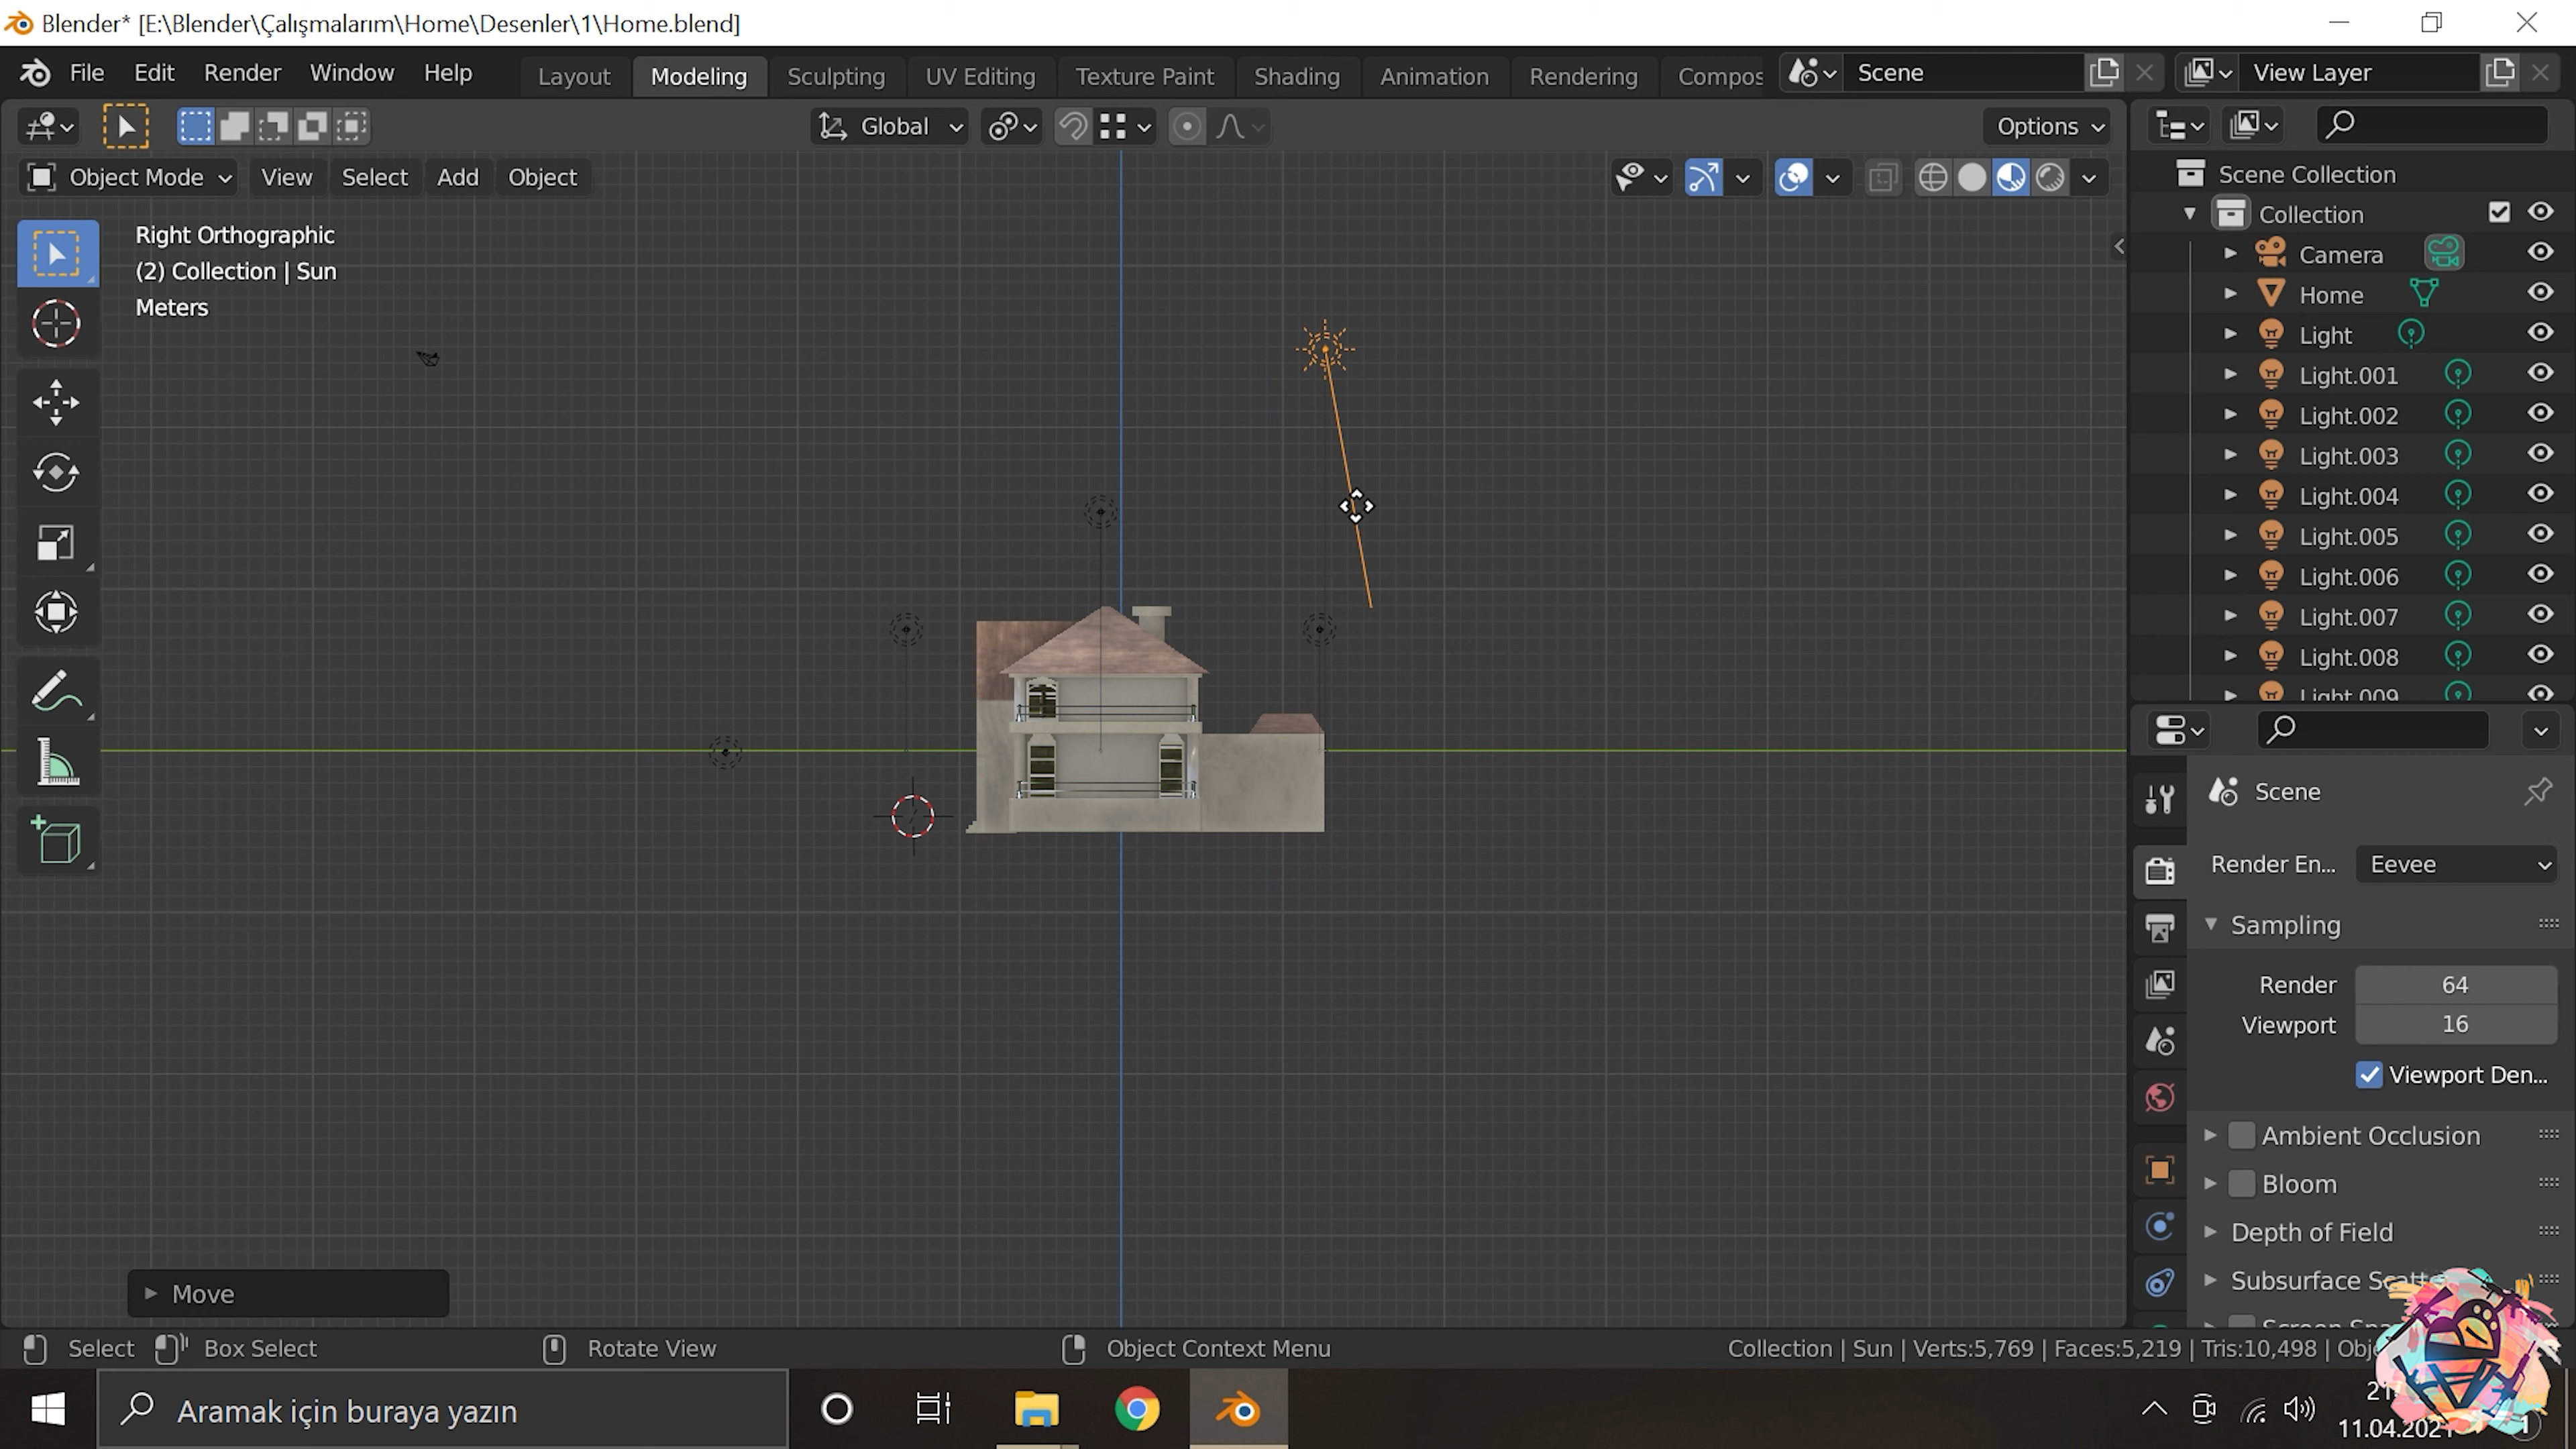 Blender* [E:\Blender\Çalışmalarım\Home\Desenler\1\Home.blend]
File Edit Render Window Help Layout Modeling Sculpting UV Editing Texture Paint Shading Animation Rendering Compos Scene View Layer
Global Options
Object Mode View Select Add Object
Right Orthographic
(2) Collection | Sun
Meters
Scene Collection
Collection
Camera
Home
Light
Light.001
Light.002
Light.003
Light.004
Light.005
Light.006
Light.007
Light.008
Light.009
Scene
Render En... Eevee
Sampling
Render 64
Viewport 16
Viewport Den...
Ambient Occlusion
Bloom
Depth of Field
Subsurface Scatte
Move
Select Box Select Rotate View Object Context Menu Collection | Sun | Verts:5,769 | Faces:5,219 | Tris:10,498 | Obj
Aramak için buraya yazın
11.04.202